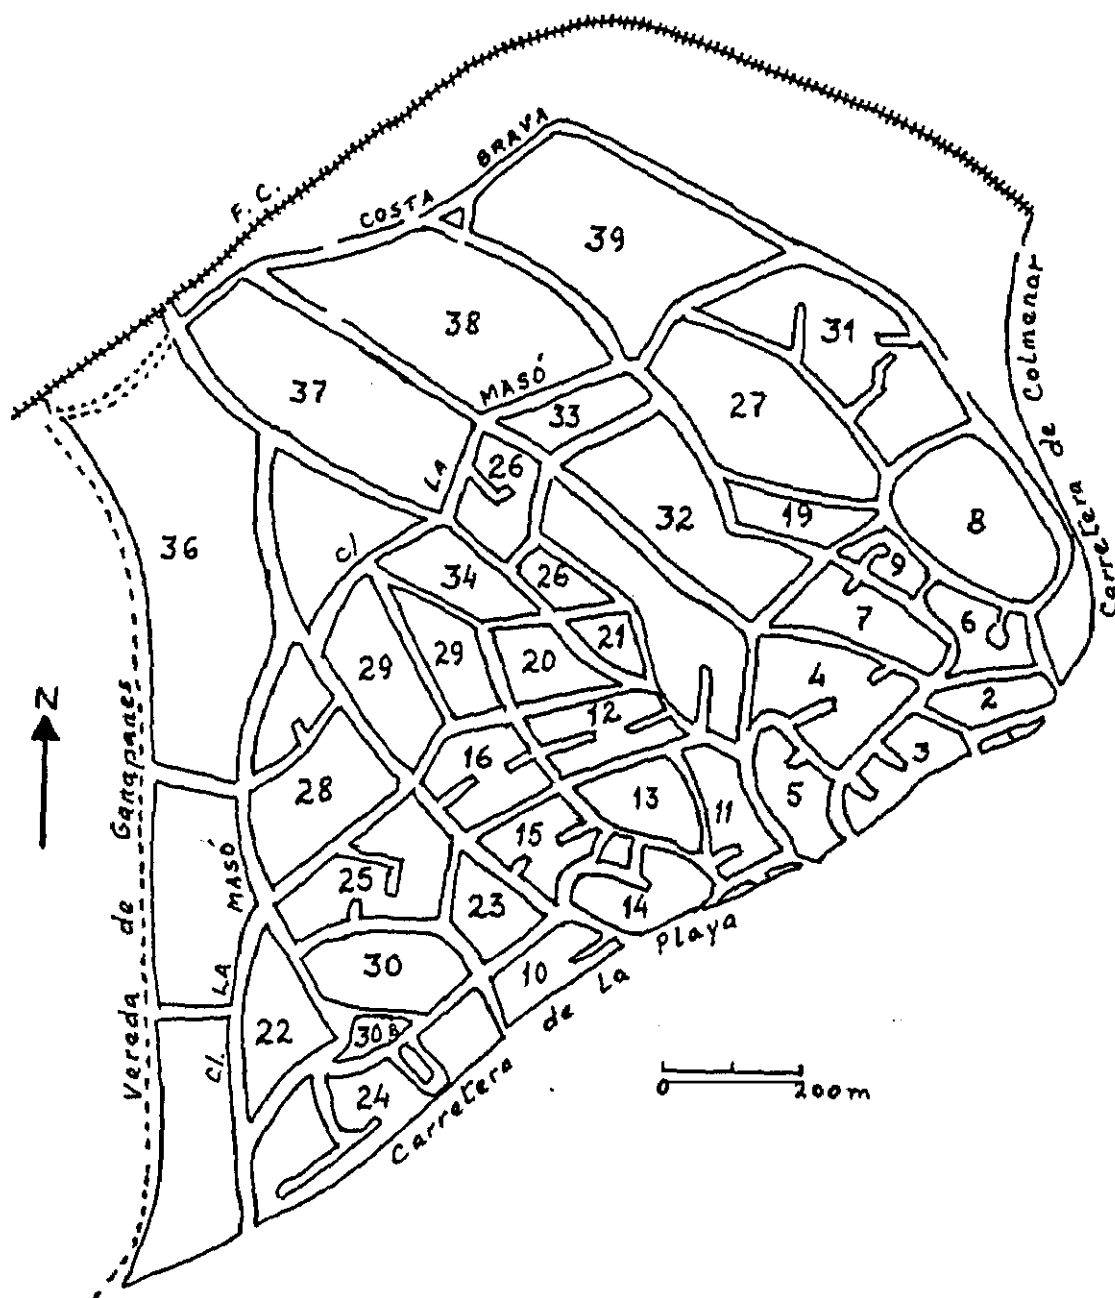 F. C.
COSTA BRAVA
39
38
31
37
MASÓ
33
27
LA
26
32
19
8
36
Cl.
34
26
9
7
6
29
29
20
21
4
2
12
3
16
28
13
5
11
15
MASÓ
25
23
14
30
10
LA
22
30 B
Cl.
24
Vereda de Ganapanes
Carretera de La Playa
Carretera de Colmenar
N
0 200m